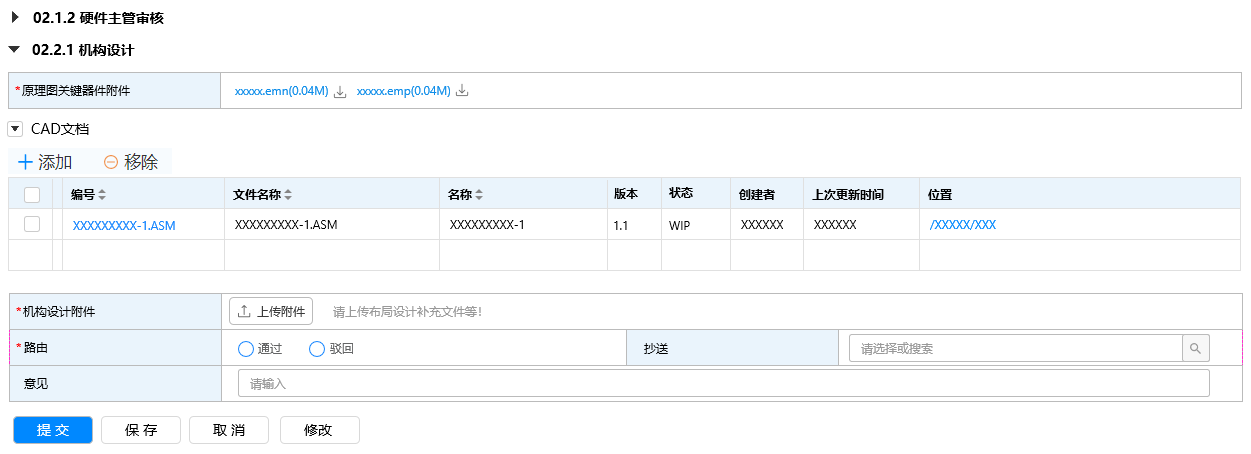 02.1.2 硬件主管审核
02.2.1 机构设计
*原理图关键器件附件 xxxxx.emn(0.04M) xxxxx.emp(0.04M)
CAD文档
添加 移除
编号 文件名称 名称 版本 状态 创建者 上次更新时间 位置
XXXXXXXXX-1.ASM XXXXXXXXX-1.ASM XXXXXXXXX-1 1.1 WIP XXXXXX XXXXXX /XXXXX/XXX
*机构设计附件 上传附件 请上传布局设计补充文件等!
*路由 通过 驳回 抄送 请选择或搜索
意见 请输入
提交 保存 取消 修改